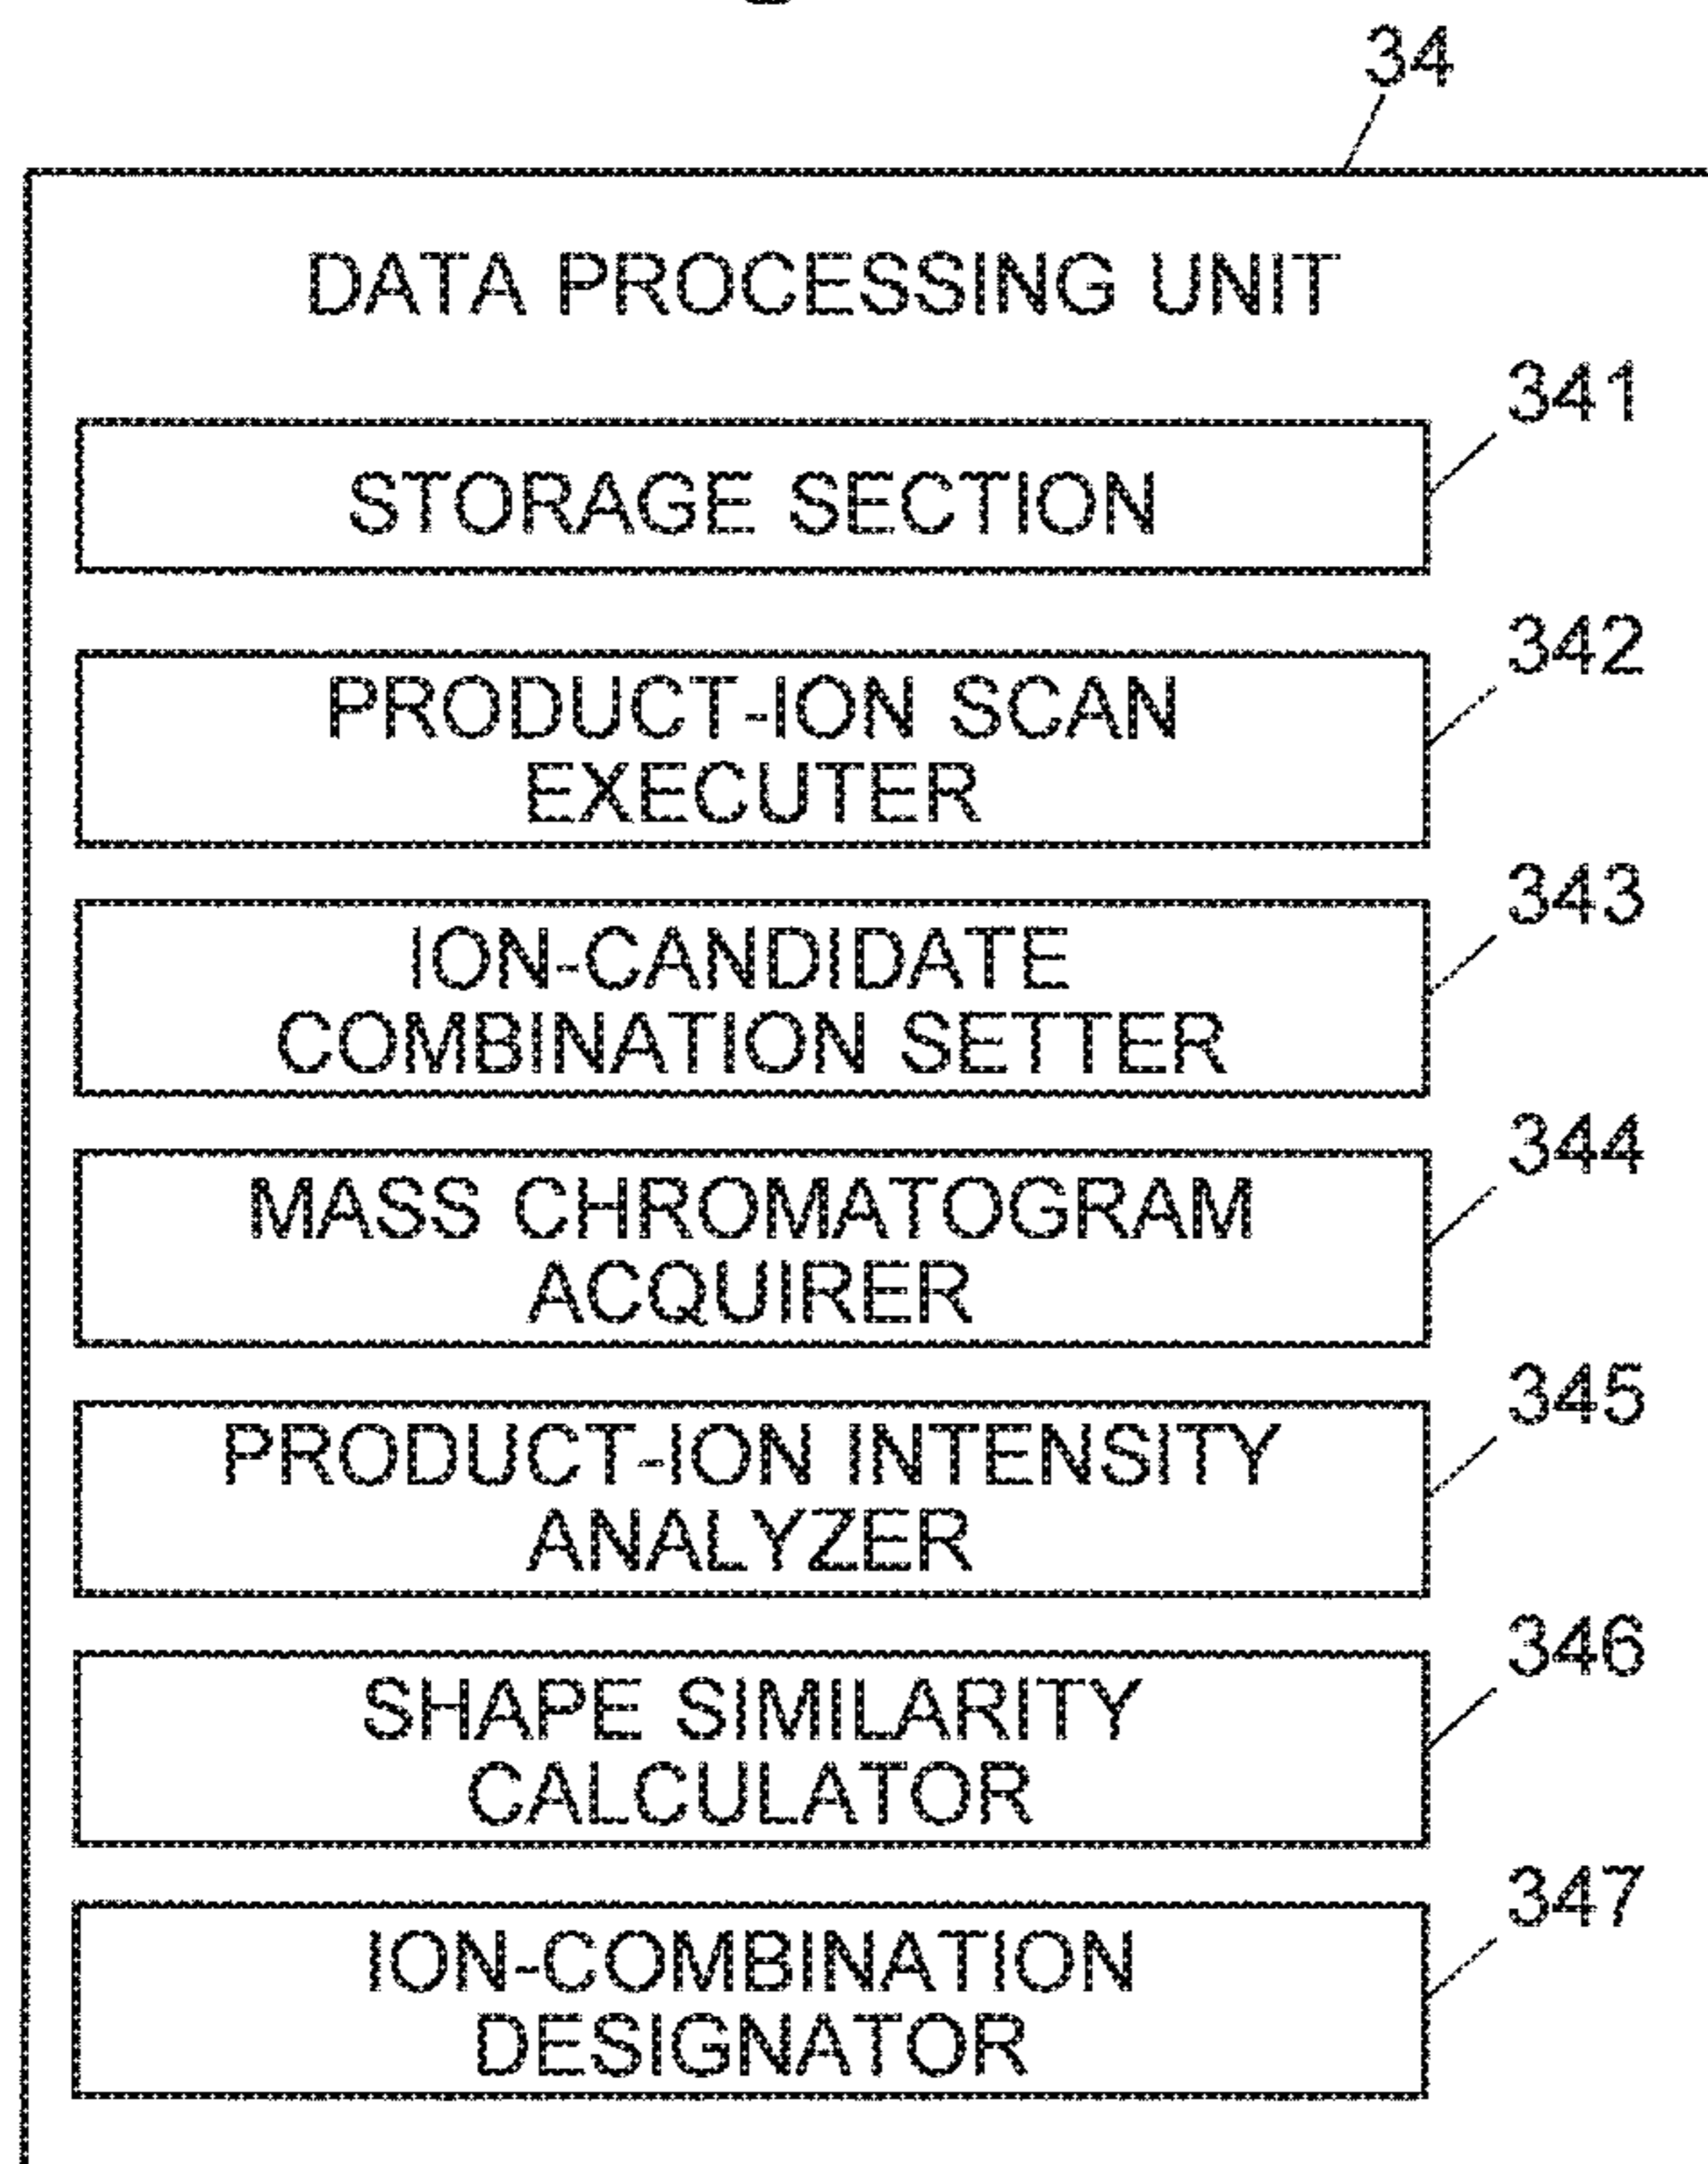 34
DATA PROCESSING UNIT
341
STORAGE SECTION
342
PRODUCT-ION SCAN
EXECUTER
343
ION-CANDIDATE
COMBINATION SETTER
344
MASS CHROMATOGRAM
ACQUIRER
345
PRODUCT-ION INTENSITY
ANALYZER
346
SHAPE SIMILARITY
CALCULATOR
347
ION-COMBINATION
DESIGNATOR